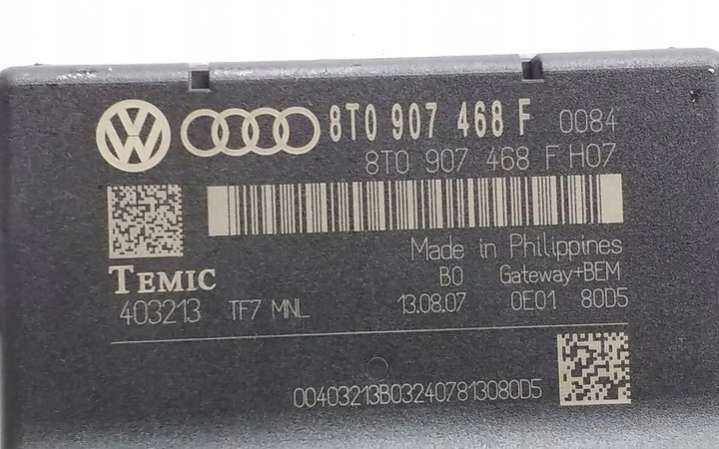 8T0 907 468 F 0084
8T0 907 468 F H07
Made in Philippines
TEMIC B0 Gateway+BEM
403213 TF7 MNL 13.08.07 0E01 80D5
00403213B032407813080D5